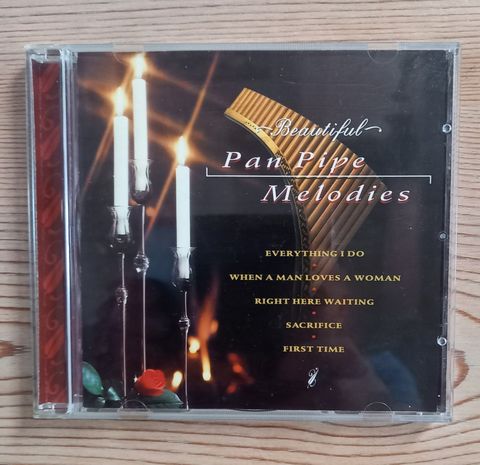 Beautiful
Pan Pipe
Melodies
EVERYTHING I DO
WHEN A MAN LOVES A WOMAN
RIGHT HERE WAITING
SACRIFICE
FIRST TIME